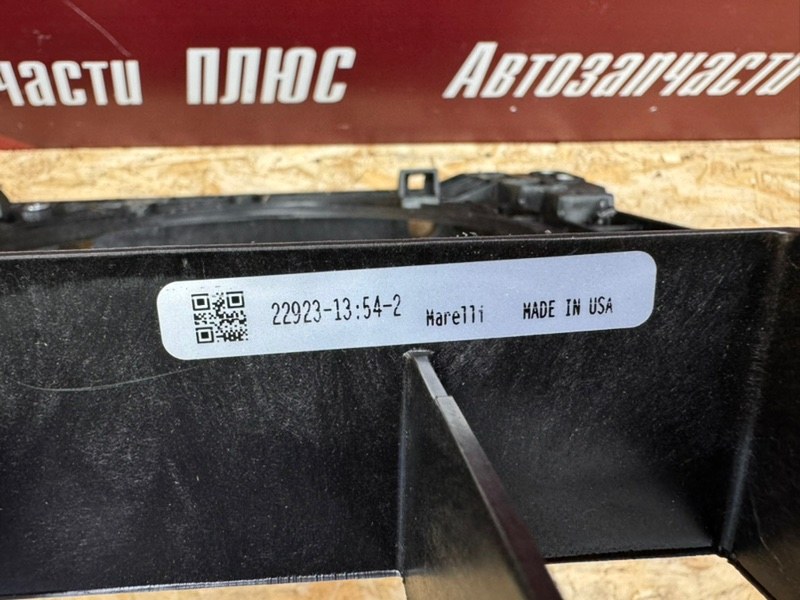 части ПЛЮС Автозапчасти
22923-13:54-2 Marelli MADE IN USA